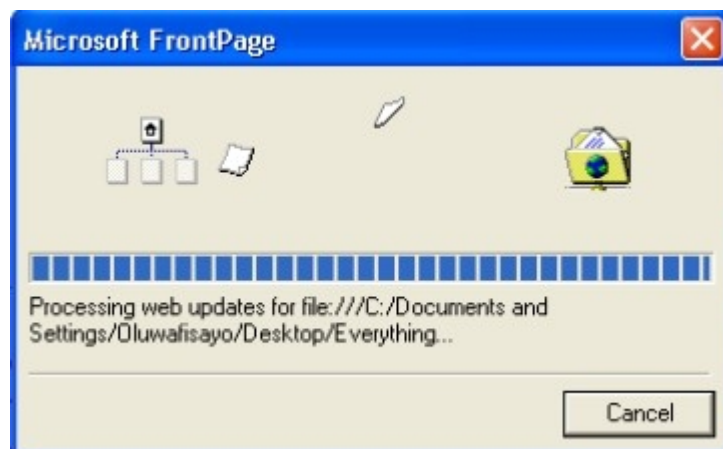 Microsoft FrontPage
Processing web updates for file:///C:/Documents and
Settings/Oluwafisayo/Desktop/Everything...
Cancel